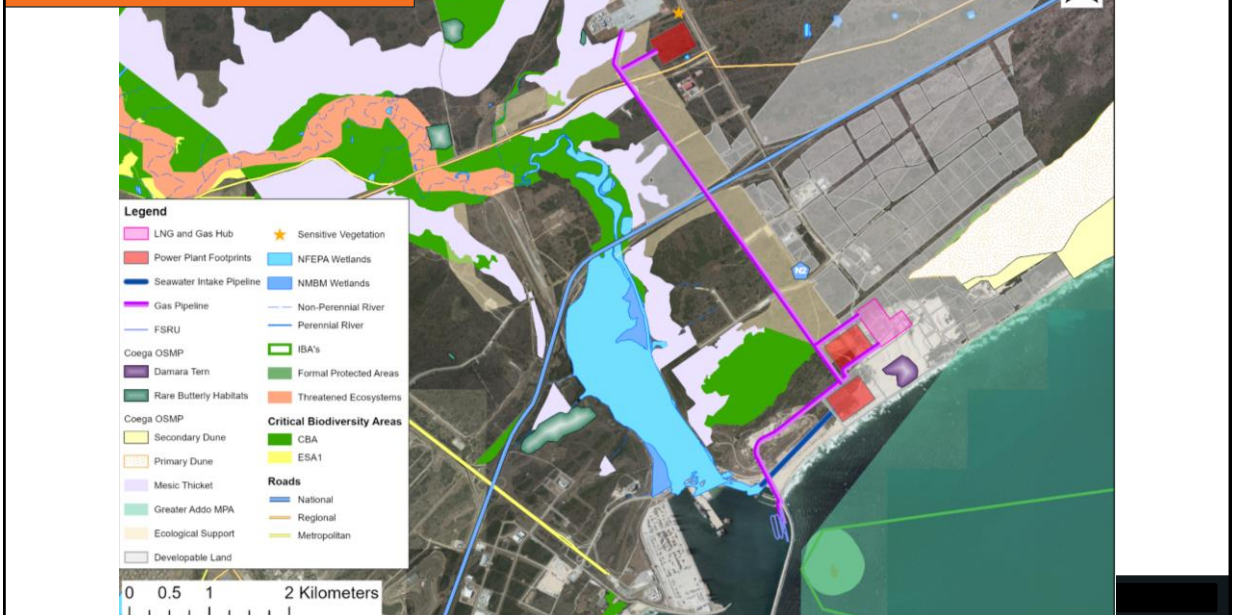 Legend
LNG and Gas Hub
Power Plant Footprints
Seawater Intake Pipeline
Gas Pipeline
FSRU
Coega OSMP
Damara Tern
Rare Butterly Habitats
Coega OSMP
Secondary Dune
Primary Dune
Mesic Thicket
Greater Addo MPA
Ecological Support
Developable Land
Sensitive Vegetation
NFEPA Wetlands
NMBM Wetlands
Non-Perennial River
Perennial River
IBA's
Formal Protected Areas
Threatened Ecosystems
Critical Biodiversity Areas
CBA
ESA1
Roads
National
Regional
Metropolitan
N2
0 0.5 1 2 Kilometers